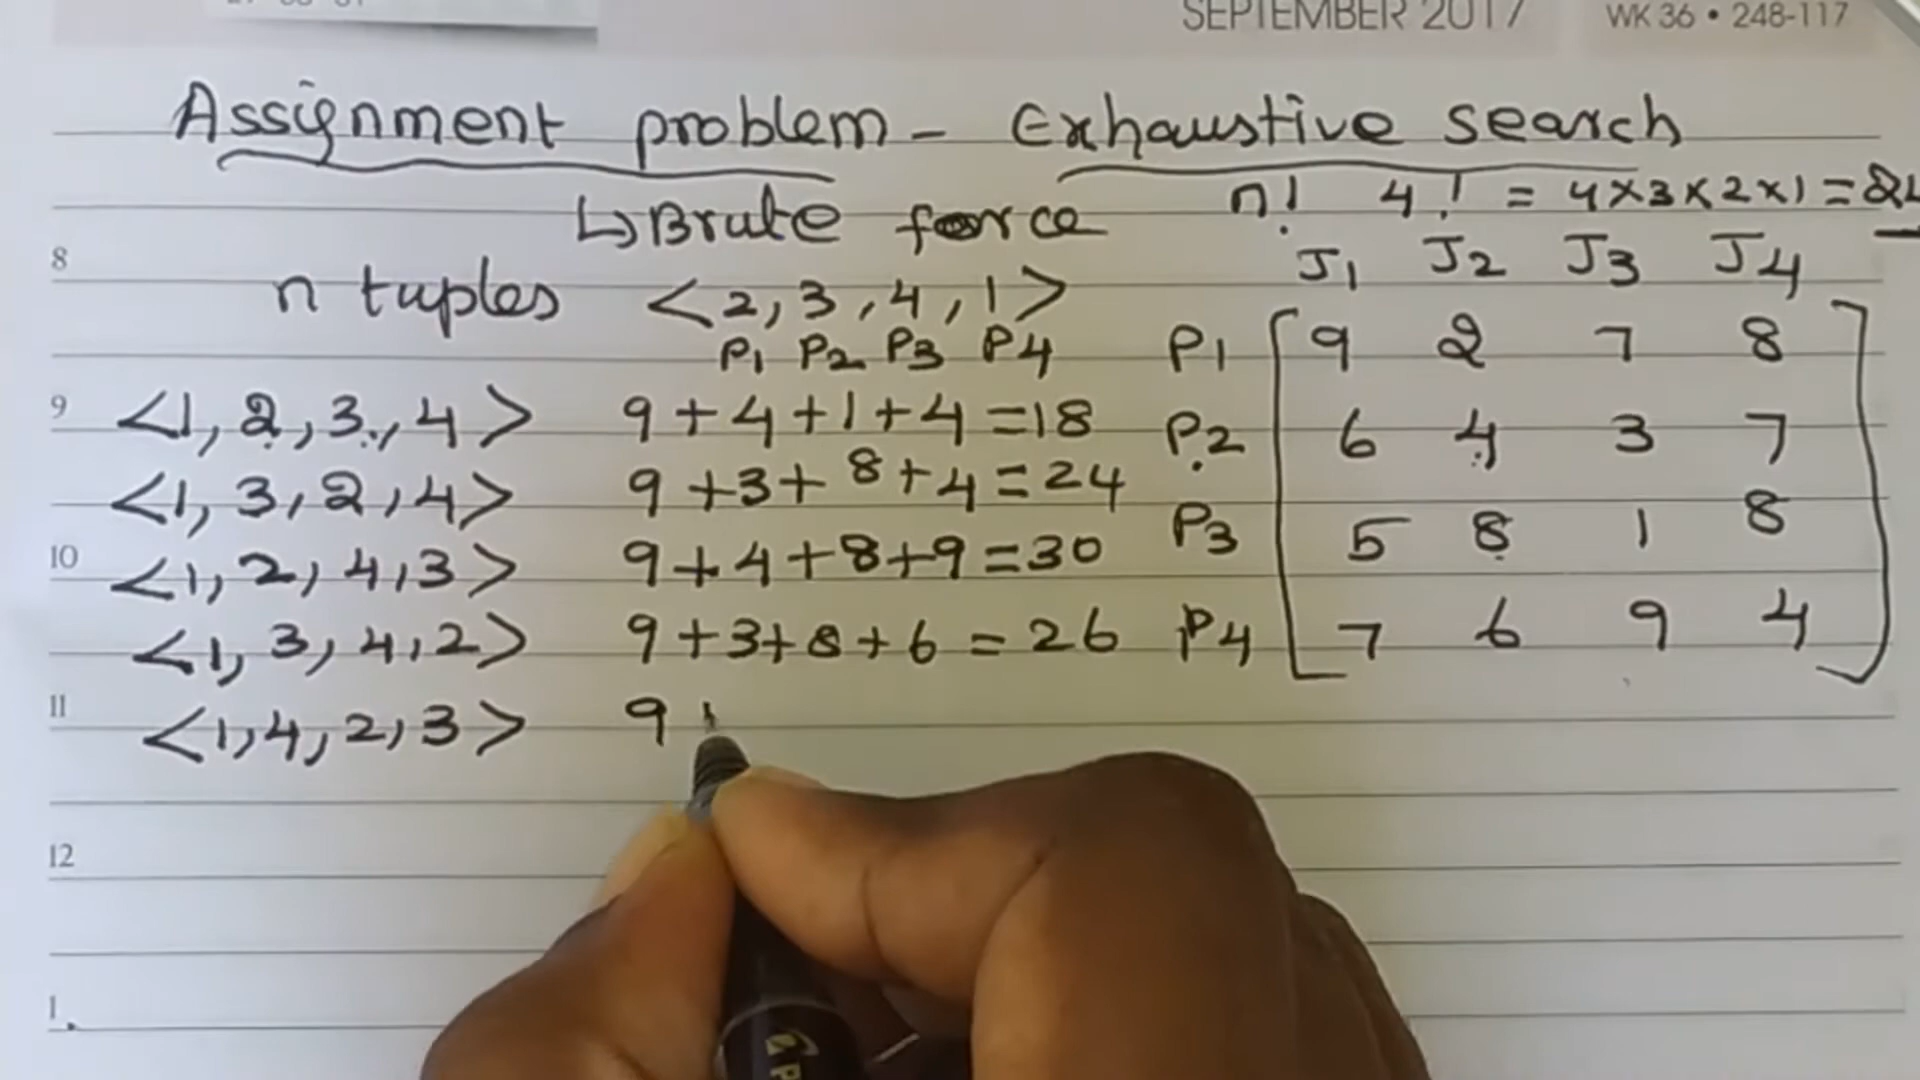 SEPTEMBER 2017 WK 36 • 248-117
Assignment problem - Exhaustive search
↳Brute force n! 4! = 4×3×2×1=24
8
J1 J2 J3 J4
n tuples <2,3,4,1>
P1 P2 P3 P4
P1 9 2 7 8
9 <1,2,3,4> 9+4+1+4=18
P2 6 4 3 7
<1,3,2,4> 9+3+8+4=24
P3 5 8 1 8
10 <1,2,4,3> 9+4+8+9=30
<1,3,4,2> 9+3+8+6=26
P4 7 6 9 4
11 <1,4,2,3> 9
12
1